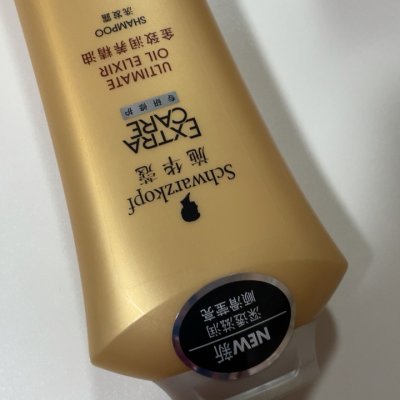 NEW新
深透滋润
顺滑莹亮
Schwarzkopf
施华蔻
EXTRA
CARE
专研修护
ULTIMATE
OIL ELIXIR
金致润养精油
SHAMPOO
洗发露